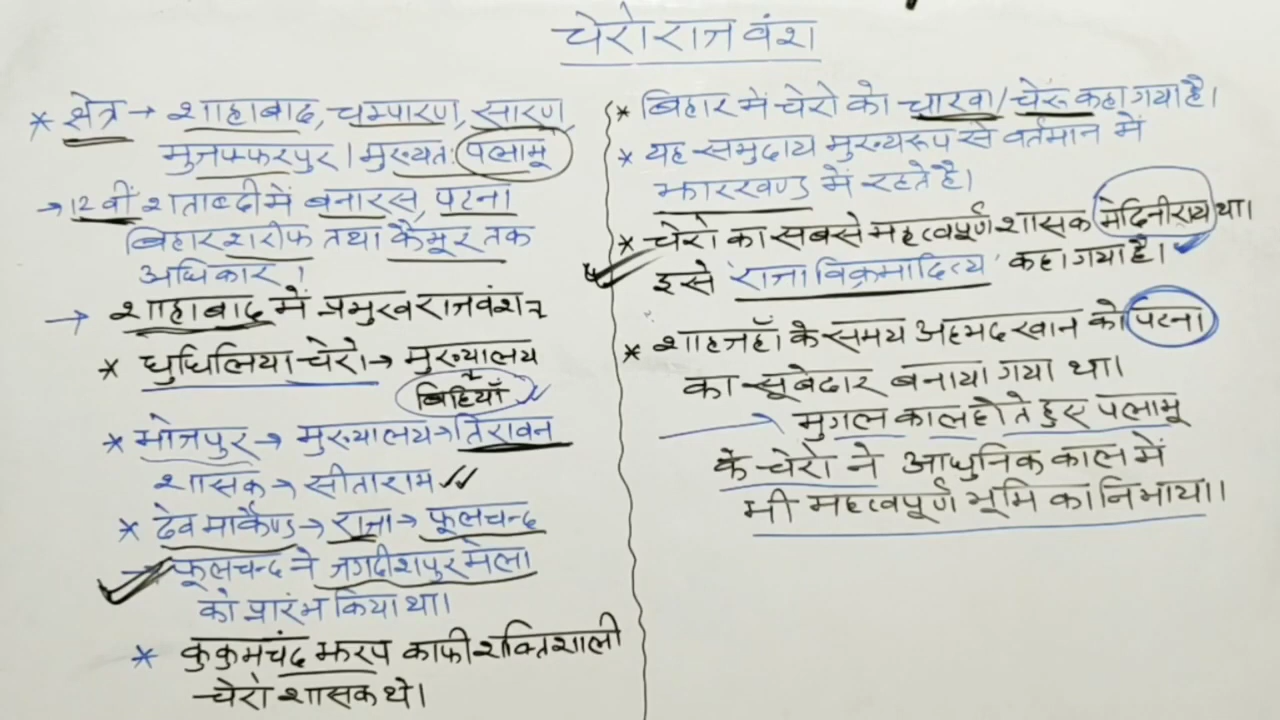 चेरो राजवंश
* क्षेत्र → शाहाबाद, चम्पारण, सारण,
मुजफ्फरपुर। मुख्यतः पलामू
→ 12वीं शताब्दी में बनारस, पटना
बिहार शरीफ तथा कैमूर तक
अधिकार।
→ शाहाबाद में प्रमुख राजवंश →
* धुधिलिया चेरो → मुख्यालय
→ बिहियाँ
* भोजपुर → मुख्यालय → तिरावन
शासक → सीताराम
* देव मार्कण्ड → राजा → फूलचन्द
→ फूलचन्द ने जगदीशपुर मेला
को प्रारंभ किया था।
* कुकुमचंद झरप काफी शक्तिशाली
चेरो शासक थे।
* बिहार में चेरो को चारवा/चेरु कहा गया है।
* यह समुदाय मुख्यरूप से वर्तमान में
झारखण्ड में रहते है।
* चेरो का सबसे महत्वपूर्ण शासक मेदिनीराय था।
इसे 'राजा विक्रमादित्य' कहा गया है।
* शाहजहाँ के समय अहमद खान को पटना
का सूबेदार बनाया गया था।
→ मुगल काल होते हुए पलामू
के चेरो ने आधुनिक काल में
भी महत्वपूर्ण भूमिका निभाया।